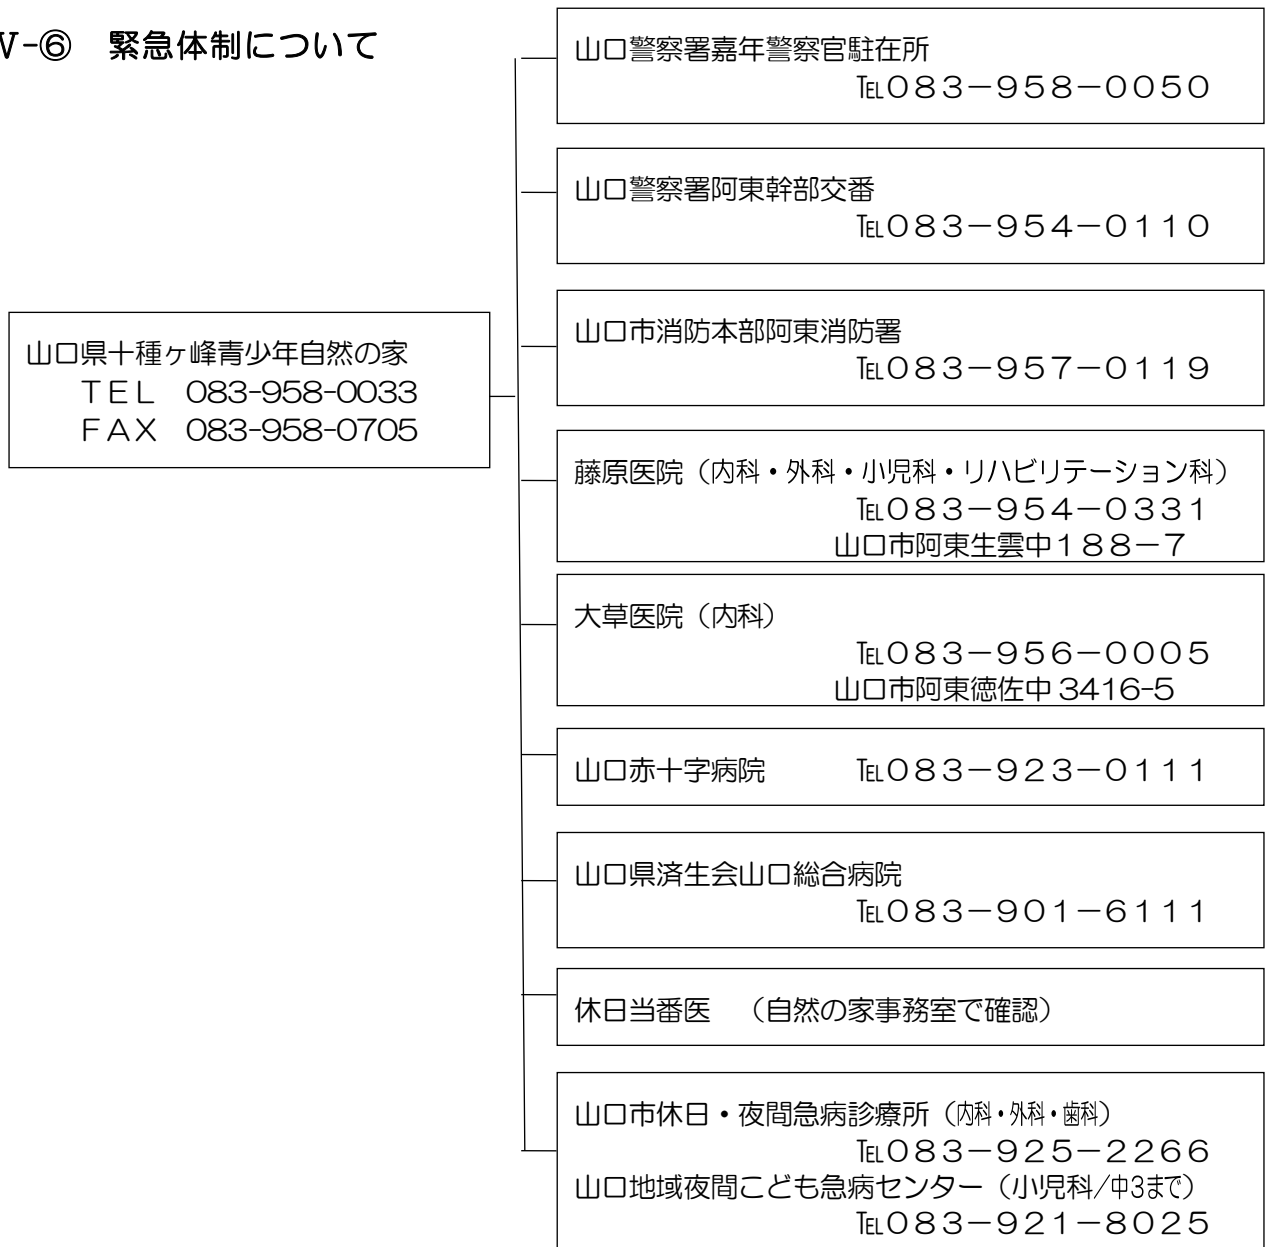 Ⅴ-⑥　緊急体制について
山口県十種ヶ峰青少年自然の家
ＴＥＬ　083-958-0033
ＦＡＸ　083-958-0705
山口警察署嘉年警察官駐在所
℡０８３－９５８－００５０
山口警察署阿東幹部交番
℡０８３－９５４－０１１０
山口市消防本部阿東消防署
℡０８３－９５７－０１１９
藤原医院（内科・外科・小児科・リハビリテーション科）
℡０８３－９５４－０３３１
山口市阿東生雲中１８８－７
大草医院（内科）
℡０８３－９５６－０００５
山口市阿東徳佐中 3416-5
山口赤十字病院　　　℡０８３－９２３－０１１１
山口県済生会山口総合病院
℡０８３－９０１－６１１１
休日当番医　（自然の家事務室で確認）
山口市休日・夜間急病診療所（内科・外科・歯科）
℡０８３－９２５－２２６６
山口地域夜間こども急病センター（小児科/中3まで）
℡０８３－９２１－８０２５